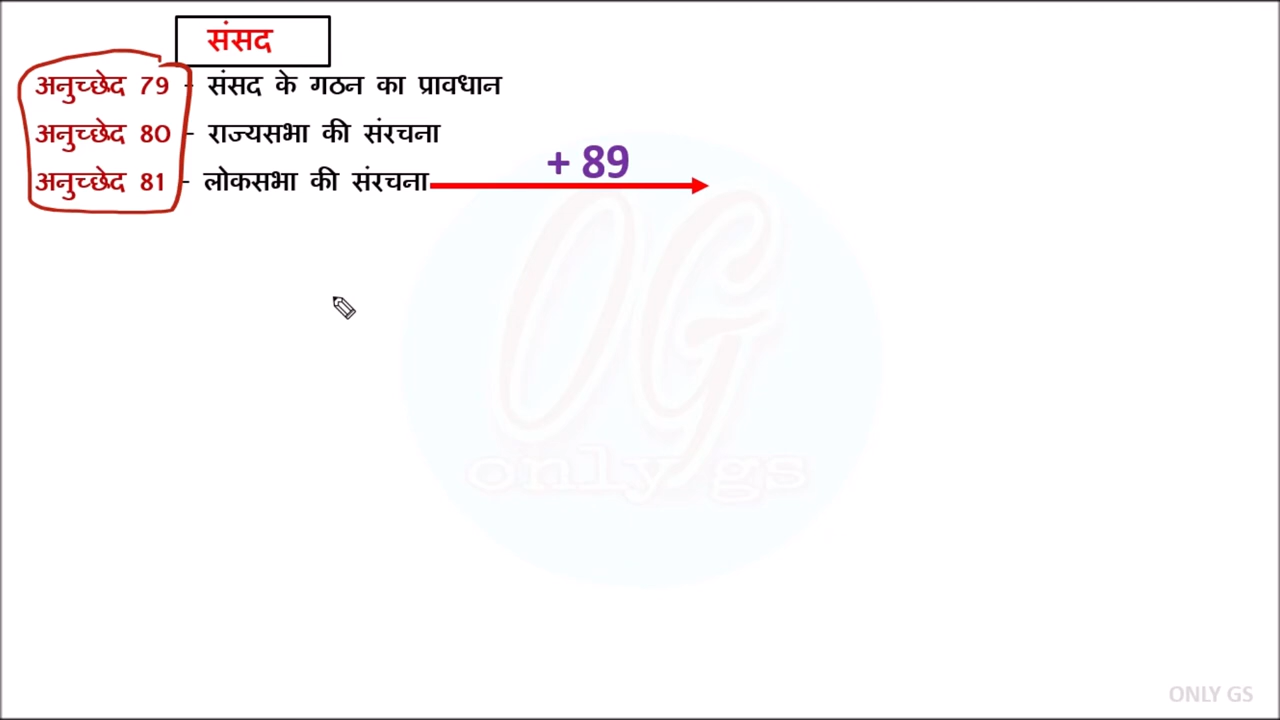 संसद
अनुच्छेद 79 - संसद के गठन का प्रावधान
अनुच्छेद 80 - राज्यसभा की संरचना
अनुच्छेद 81 - लोकसभा की संरचना
+ 89
OG
only gs
ONLY GS